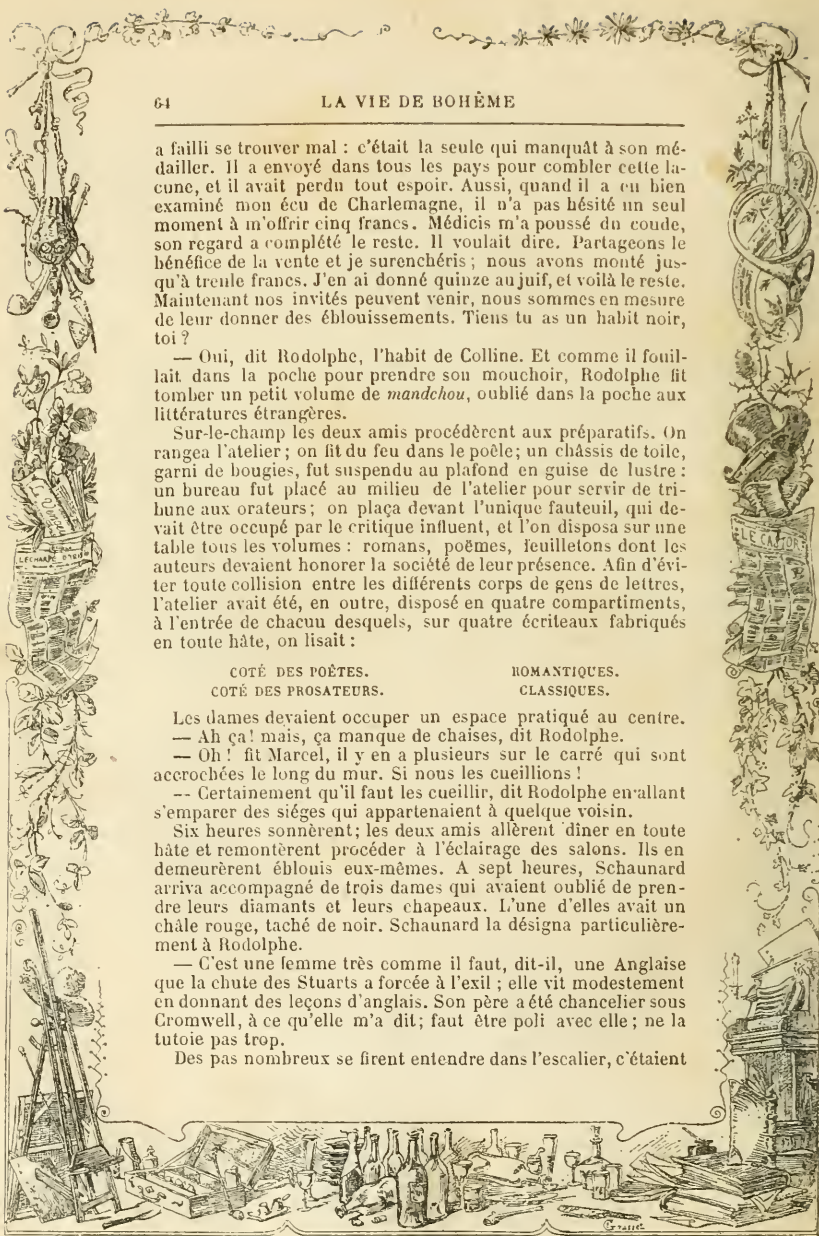 64 LA VIE DE BOHÊME
a failli se trouver mal : c'était la seule qui manquât à son mé-
dailler. Il a envoyé dans tous les pays pour combler cette la-
cune, et il avait perdu tout espoir. Aussi, quand il a eu bien
examiné mon écu de Charlemagne, il n'a pas hésité un seul
moment à m'offrir cinq francs. Médicis m'a poussé du coude,
son regard a complété le reste. Il voulait dire. Partageons le
bénéfice de la vente et je surenchéris ; nous avons monté jus-
qu'à trente francs. J'en ai donné quinze au juif, et voilà le reste.
Maintenant nos invités peuvent venir, nous sommes en mesure
de leur donner des éblouissements. Tiens tu as un habit noir,
toi ?
— Oui, dit Rodolphe, l'habit de Colline. Et comme il fouil-
lait dans la poche pour prendre son mouchoir, Rodolphe fit
tomber un petit volume de mandchou, oublié dans la poche aux
littératures étrangères.
Sur-le-champ les deux amis procédèrent aux préparatifs. On
rangea l'atelier ; on fit du feu dans le poêle ; un châssis de toile,
garni de bougies, fut suspendu au plafond en guise de lustre :
un bureau fut placé au milieu de l'atelier pour servir de tri-
bune aux orateurs ; on plaça devant l'unique fauteuil, qui de-
vait être occupé par le critique influent, et l'on disposa sur une
table tous les volumes : romans, poëmes, feuilletons dont les
auteurs devaient honorer la société de leur présence. Afin d'évi-
ter toute collision entre les différents corps de gens de lettres,
l'atelier avait été, en outre, disposé en quatre compartiments,
à l'entrée de chacun desquels, sur quatre écriteaux fabriqués
en toute hâte, on lisait :
COTÉ DES POÊTES. ROMANTIQUES.
COTÉ DES PROSATEURS. CLASSIQUES.
Les dames devaient occuper un espace pratiqué au centre.
— Ah ça! mais, ça manque de chaises, dit Rodolphe.
— Oh ! fit Marcel, il y en a plusieurs sur le carré qui sont
accrochées le long du mur. Si nous les cueillions !
-- Certainement qu'il faut les cueillir, dit Rodolphe en allant
s'emparer des siéges qui appartenaient à quelque voisin.
Six heures sonnèrent ; les deux amis allèrent dîner en toute
hâte et remontèrent procéder à l'éclairage des salons. Ils en
demeurèrent éblouis eux-mêmes. A sept heures, Schaunard
arriva accompagné de trois dames qui avaient oublié de pren-
dre leurs diamants et leurs chapeaux. L'une d'elles avait un
châle rouge, taché de noir. Schaunard la désigna particulière-
ment à Rodolphe.
— C'est une femme très comme il faut, dit-il, une Anglaise
que la chute des Stuarts a forcée à l'exil ; elle vit modestement
en donnant des leçons d'anglais. Son père a été chancelier sous
Cromwell, à ce qu'elle m'a dit ; faut être poli avec elle ; ne la
tutoie pas trop.
Des pas nombreux se firent entendre dans l'escalier, c'étaient
LECHARPE D'IRIS
LE CASTOR
Grasset